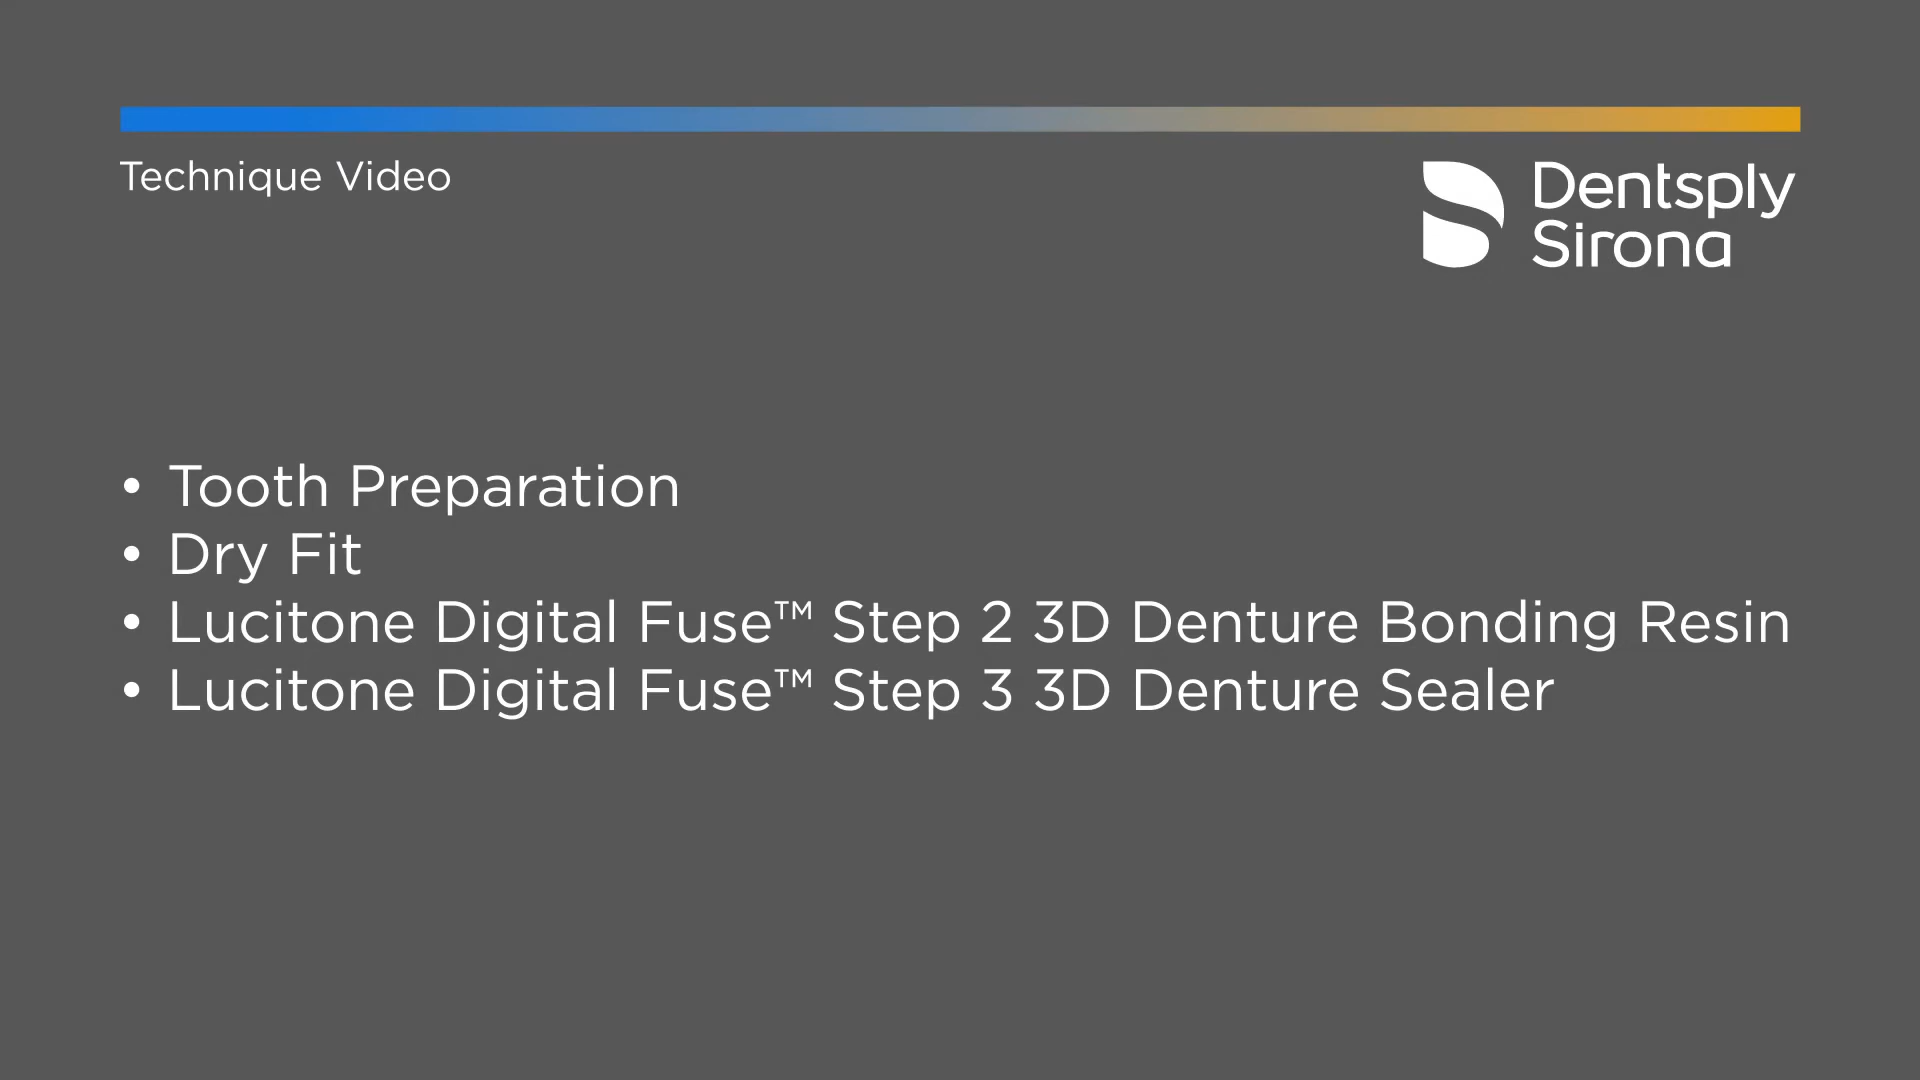 Technique Video
Dentsply
Sirona
• Tooth Preparation
• Dry Fit
• Lucitone Digital Fuse™ Step 2 3D Denture Bonding Resin
• Lucitone Digital Fuse™ Step 3 3D Denture Sealer